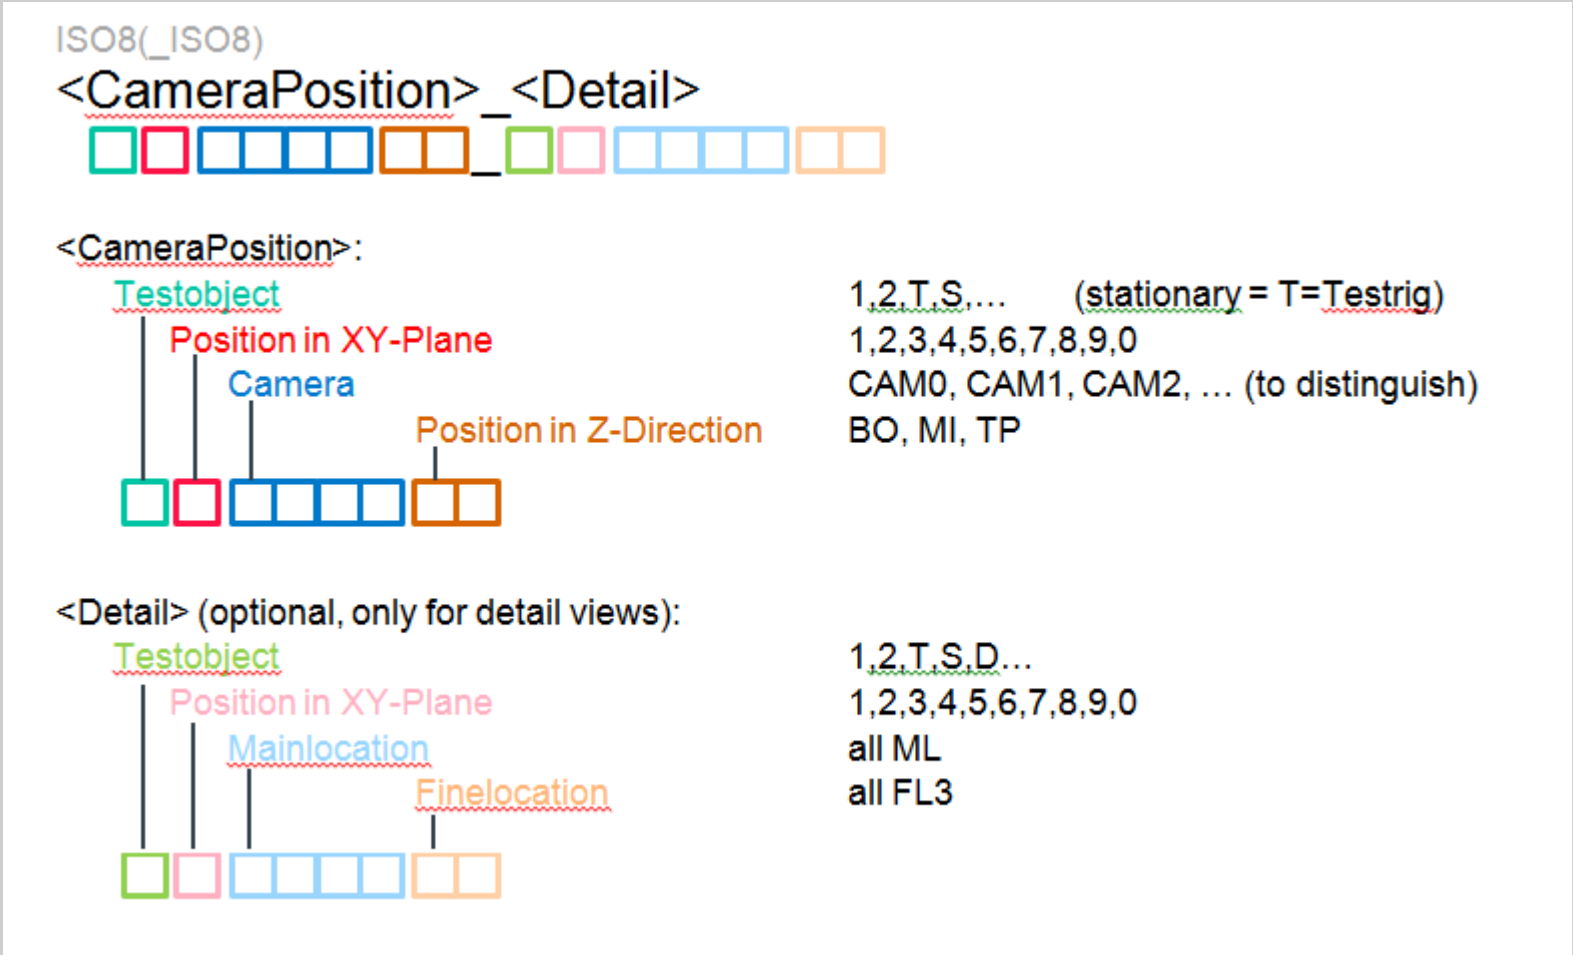 ISO8(_ISO8)
<CameraPosition>_<Detail>
_
<CameraPosition>:
Testobject 1,2,T,S,... (stationary = T=Testrig)
Position in XY-Plane 1,2,3,4,5,6,7,8,9,0
Camera CAM0, CAM1, CAM2, ... (to distinguish)
Position in Z-Direction BO, MI, TP
<Detail> (optional, only for detail views):
Testobject 1,2,T,S,D...
Position in XY-Plane 1,2,3,4,5,6,7,8,9,0
Mainlocation all ML
Finelocation all FL3